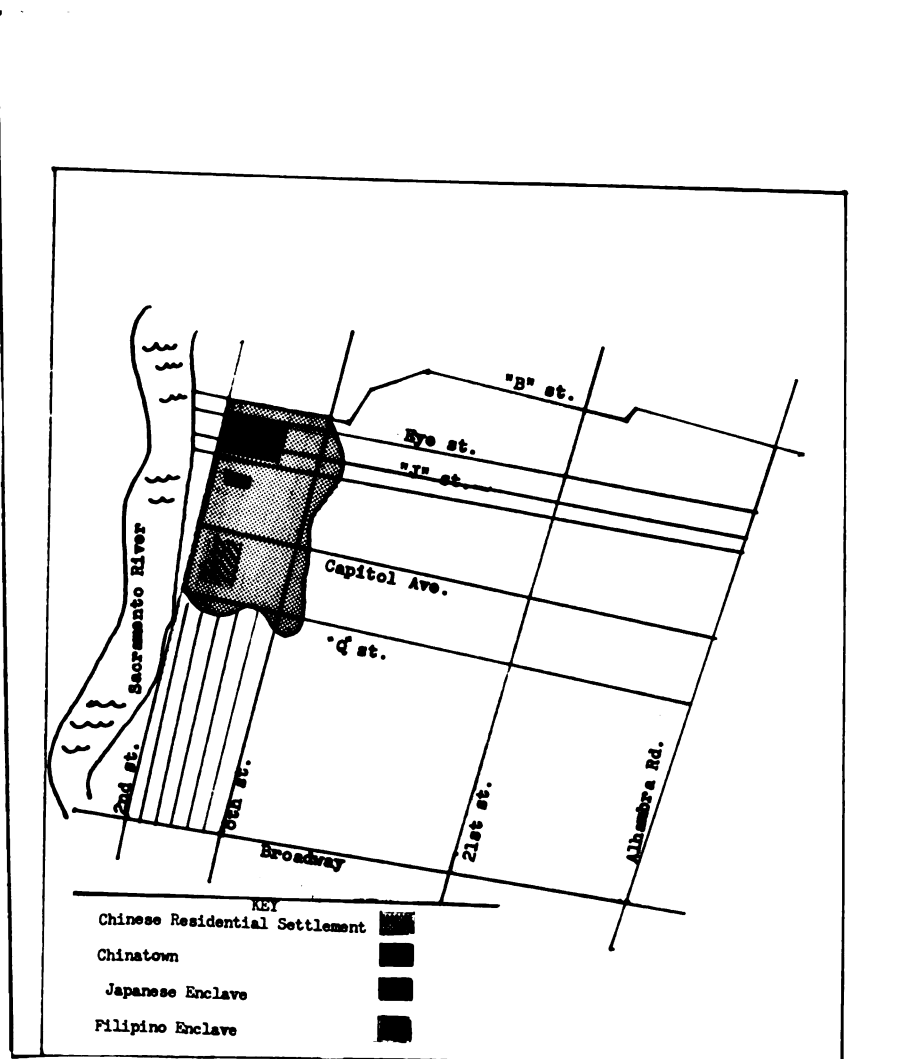 "B" st.
Eye st.
"J" st.
Capitol Ave.
"Q" st.
Sacramento River
2nd st.
6th st.
21st st.
Alhambra Rd.
Broadway
KEY
Chinese Residential Settlement
Chinatown
Japanese Enclave
Filipino Enclave